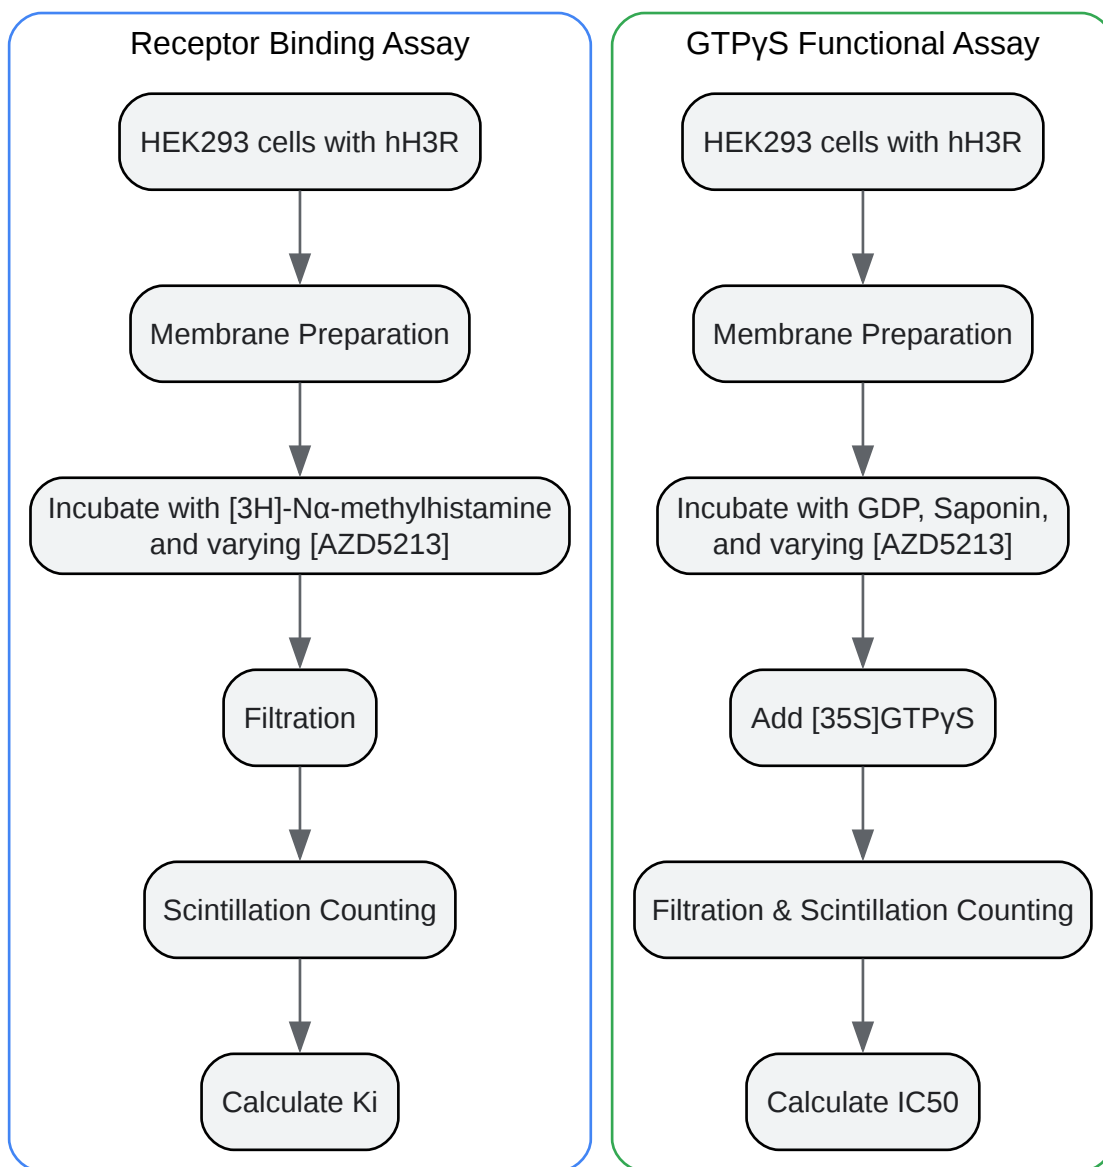 Receptor Binding Assay
HEK293 cells with hH3R
Membrane Preparation
Incubate with [3H]-Nα-methylhistamine
and varying [AZD5213]
Filtration
Scintillation Counting
Calculate Ki
GTPγS Functional Assay
HEK293 cells with hH3R
Membrane Preparation
Incubate with GDP, Saponin,
and varying [AZD5213]
Add [35S]GTPγS
Filtration & Scintillation Counting
Calculate IC50